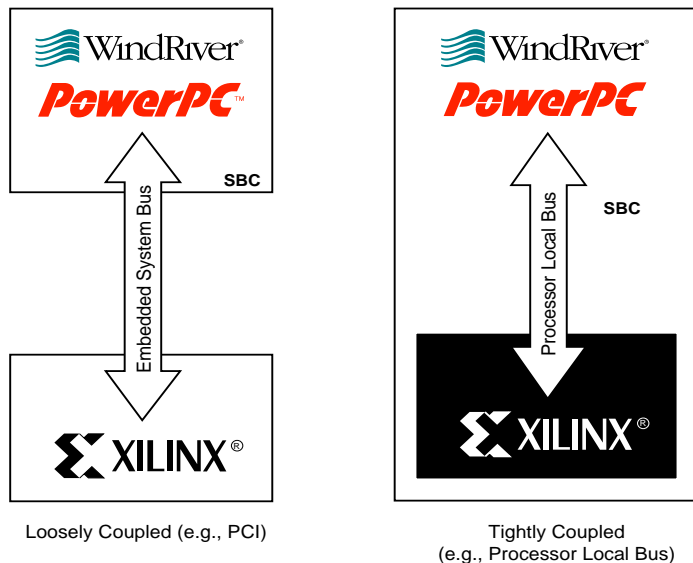 WindRiver®
PowerPC™
SBC
Embedded System Bus
XILINX®
Loosely Coupled (e.g., PCI)
WindRiver®
PowerPC
SBC
Processor Local Bus
XILINX®
Tightly Coupled
(e.g., Processor Local Bus)